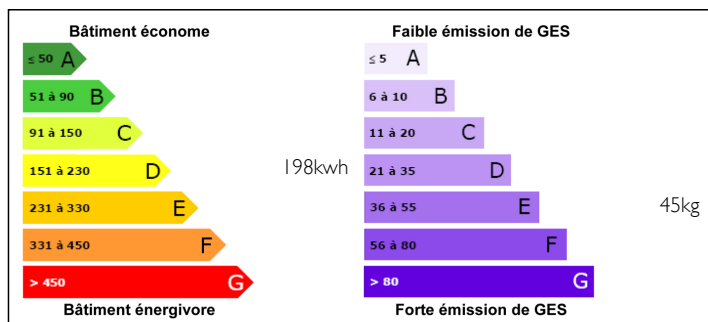 Bâtiment économe
≤ 50 A
51 à 90 B
91 à 150 C
151 à 230 D
198kwh
231 à 330 E
331 à 450 F
> 450 G
Bâtiment énergivore
Faible émission de GES
≤ 5 A
6 à 10 B
11 à 20 C
21 à 35 D
36 à 55 E
45kg
56 à 80 F
> 80 G
Forte émission de GES